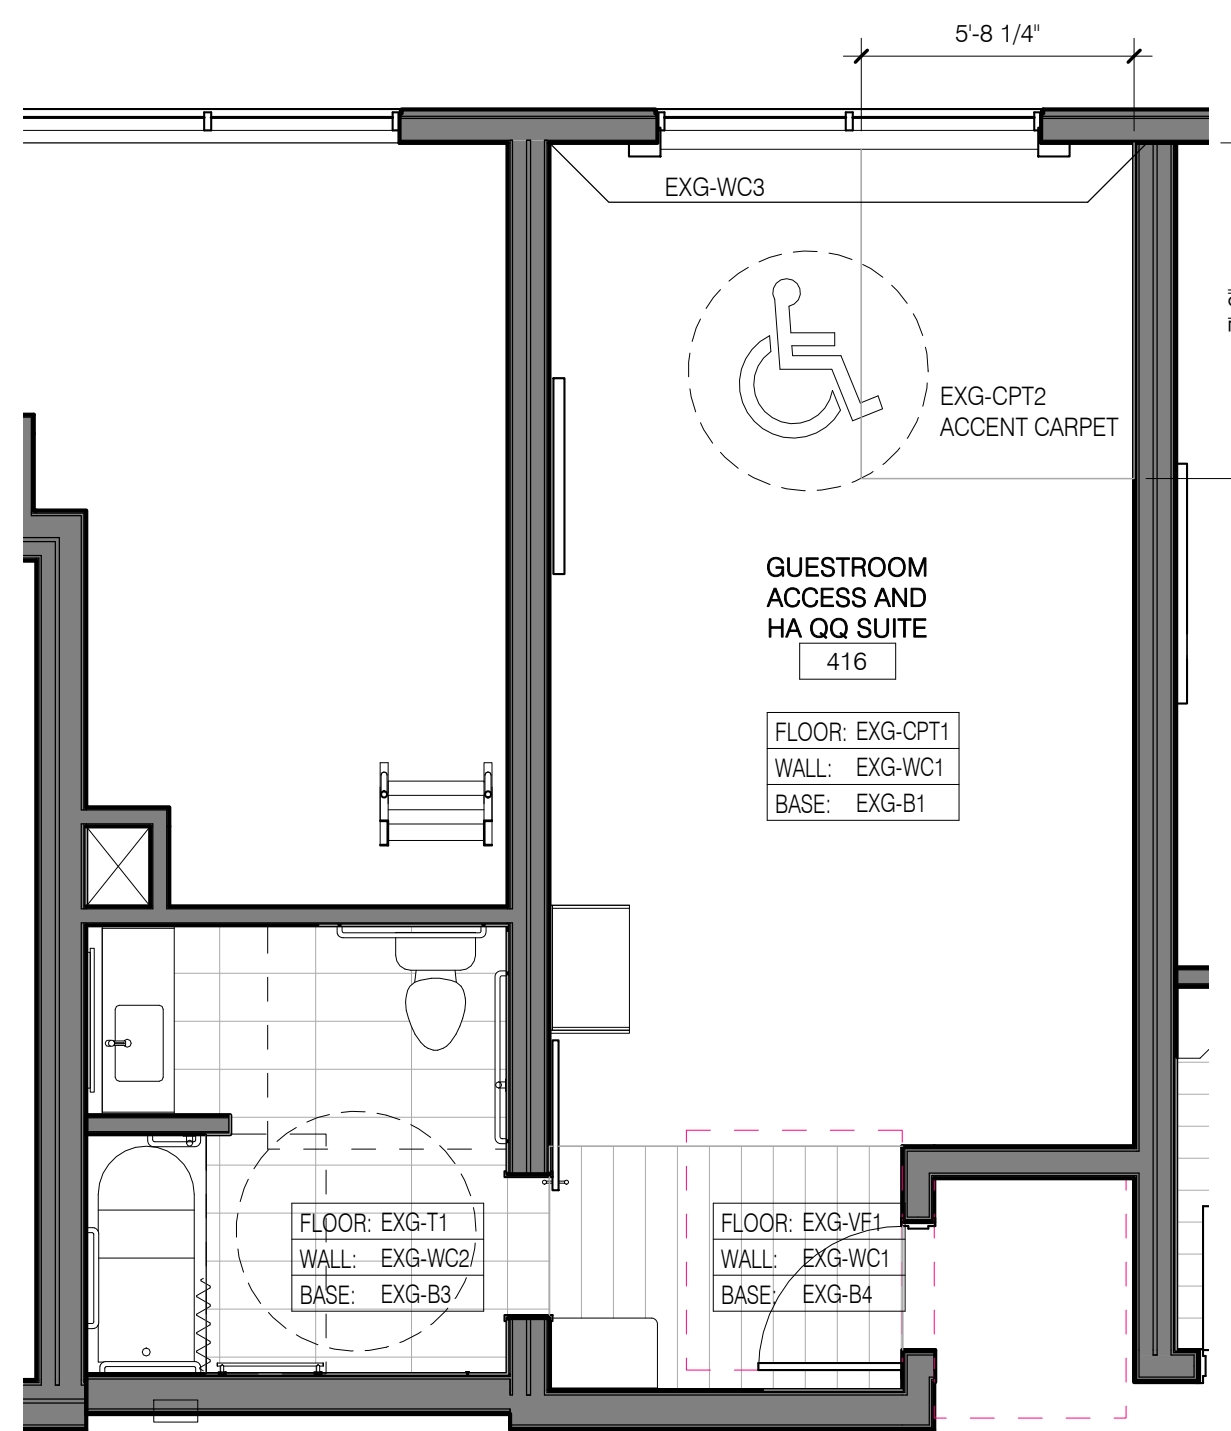 5'-8 1/4"
EXG-WC3
EXG-CPT2
ACCENT CARPET
GUESTROOM
ACCESS AND
HA QQ SUITE
416
FLOOR: EXG-CPT1
WALL: EXG-WC1
BASE: EXG-B1
FLOOR: EXG-T1
WALL: EXG-WC2
BASE: EXG-B3
FLOOR: EXG-VF1
WALL: EXG-WC1
BASE: EXG-B4